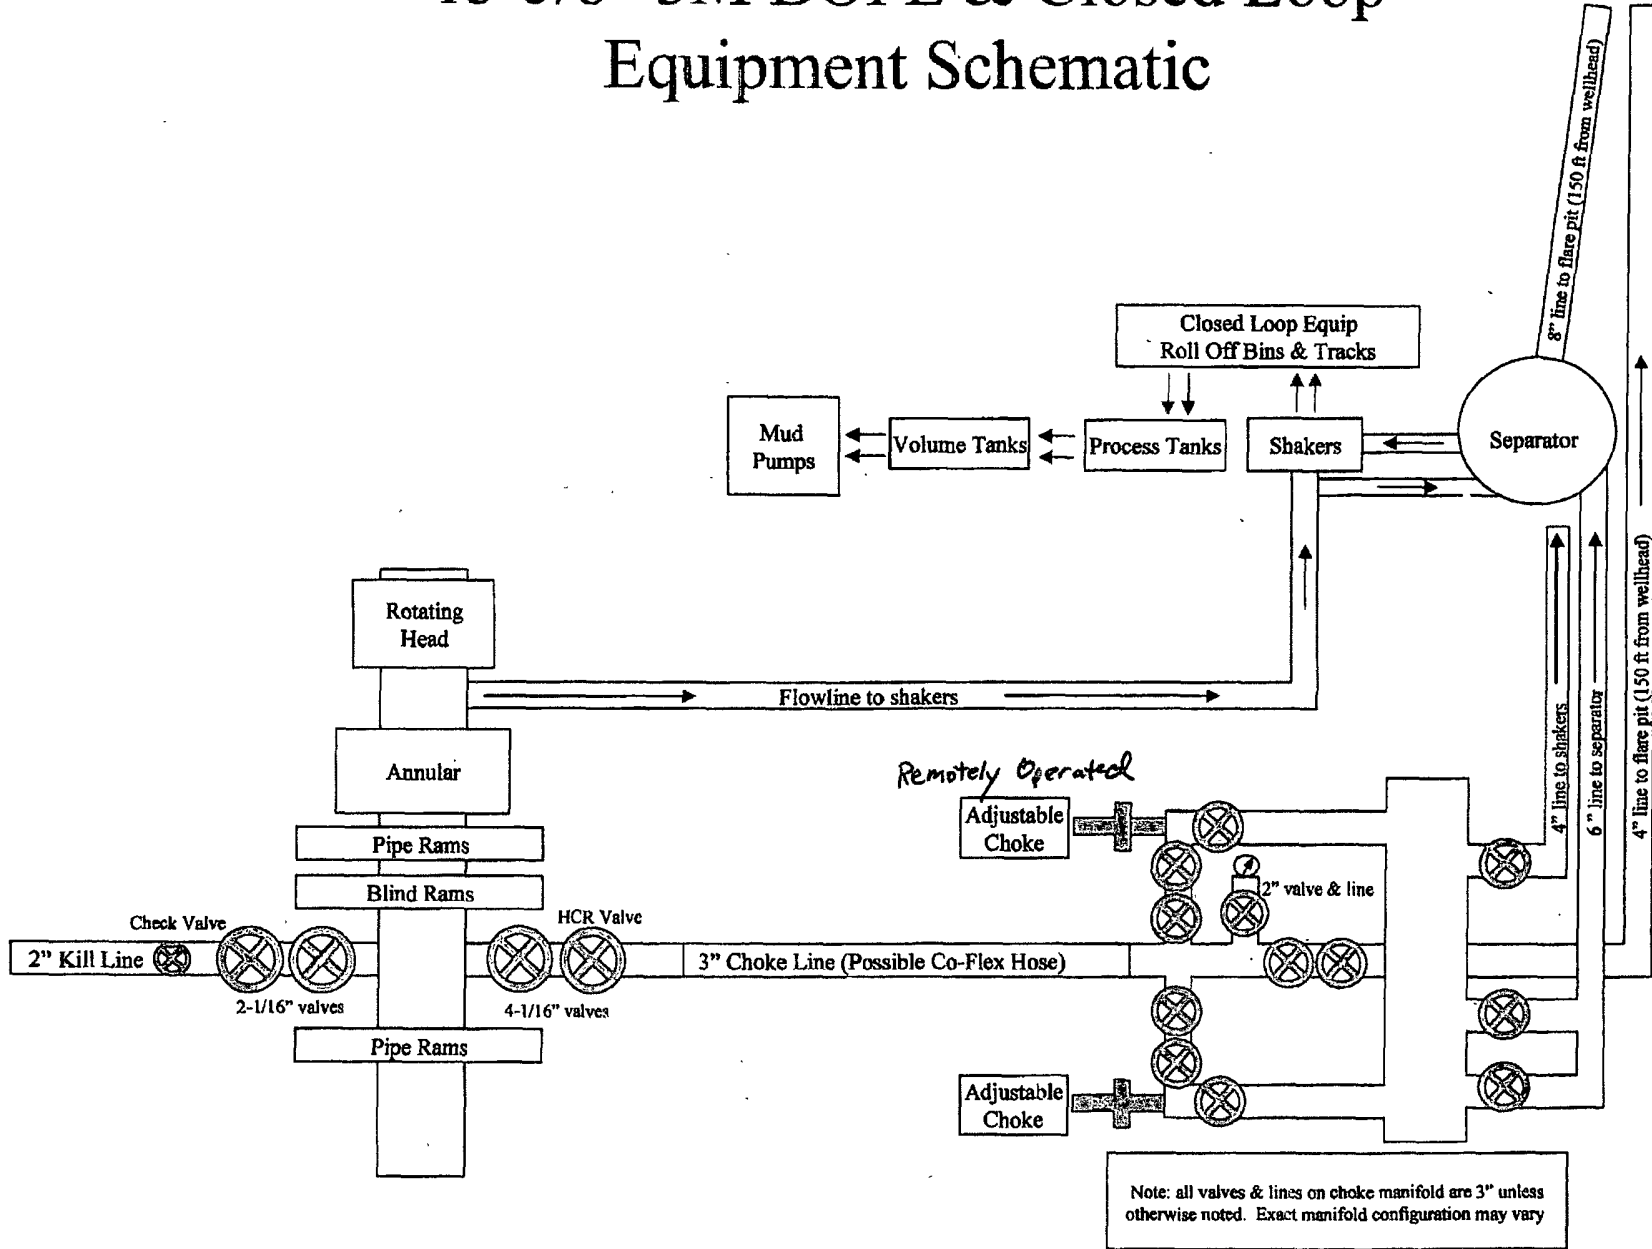 Equipment Schematic
8" line to flare pit (150 ft from wellhead)
Closed Loop Equip
Roll Off Bins & Tracks
Mud
Pumps
Volume Tanks
Process Tanks
Shakers
Separator
Rotating
Head
Flowline to shakers
Annular
Remotely Operated
Adjustable
Choke
4" line to shakers
6" line to separator
4" line to flare pit (150 ft from wellhead)
Pipe Rams
Blind Rams
2" valve & line
Check Valve
HCR Valve
2" Kill Line
3" Choke Line (Possible Co-Flex Hose)
2-1/16" valves
4-1/16" valves
Pipe Rams
Adjustable
Choke
Note: all valves & lines on choke manifold are 3" unless
otherwise noted. Exact manifold configuration may vary